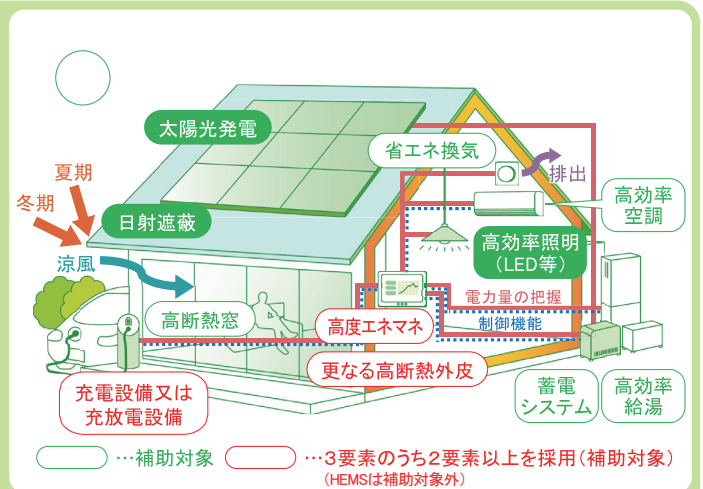 太陽光発電
省エネ換気
排出
夏期
冬期
高効率
空調
日射遮蔽
高効率照明
(LED等)
涼風
電力量の把握
高断熱窓
高度エネマネ
制御機能
更なる高断熱外皮
充電設備又は
充放電設備
蓄電
システム
高効率
給湯
…補助対象
…3要素のうち2要素以上を採用(補助対象)
(HEMSは補助対象外)